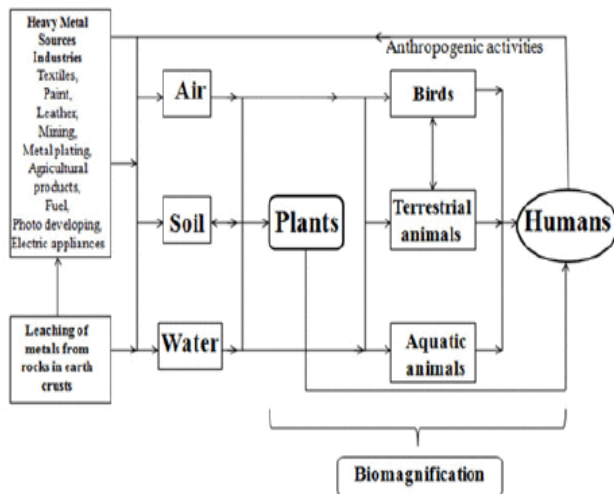 Heavy Metal
Sources
Industries
Textiles,
Paint,
Leather,
Mining,
Metal plating,
Agricultural
products,
Fuel,
Photo developing,
Electric appliances
Leaching of
metals from
rocks in earth
crusts
Air
Soil
Water
Plants
Anthropogenic activities
Birds
Terrestrial
animals
Aquatic
animals
Humans
Biomagnification